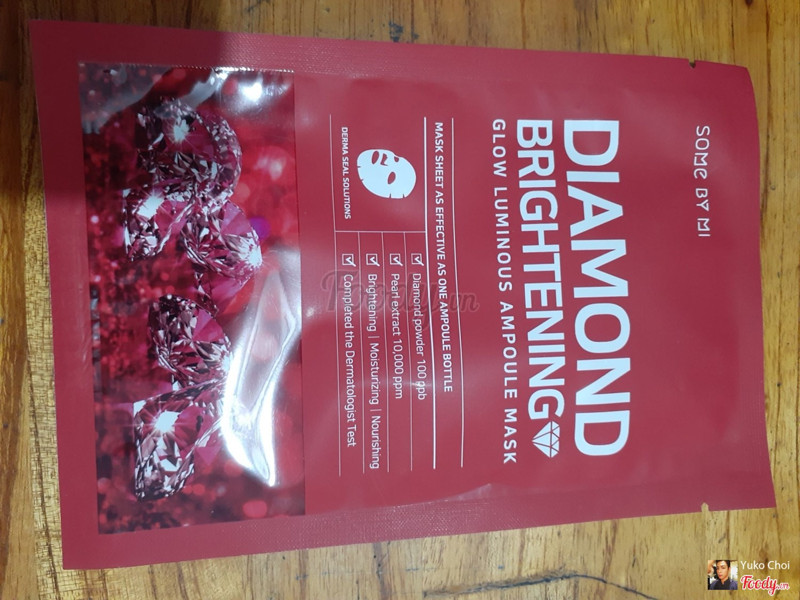 SOME BY MI
DIAMOND
BRIGHTENING
GLOW LUMINOUS AMPOULE MASK
MASK SHEET AS EFFECTIVE AS ONE AMPOULE BOTTLE
DERMA SEAL SOLUTIONS
Diamond powder 100 ppb
Pearl extract 10,000 ppm
Brightening | Moisturizing | Nourishing
Completed the Dermatologist Test
Foody.vn
Yuko Choi
Foody.vn